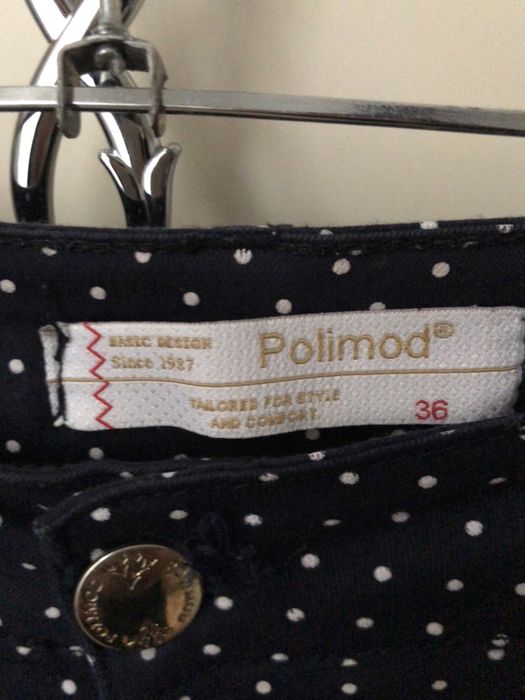 BASIC DESIGN
Since 1987
Polimod®
TAILORED FOR STYLE
AND COMFORT
36